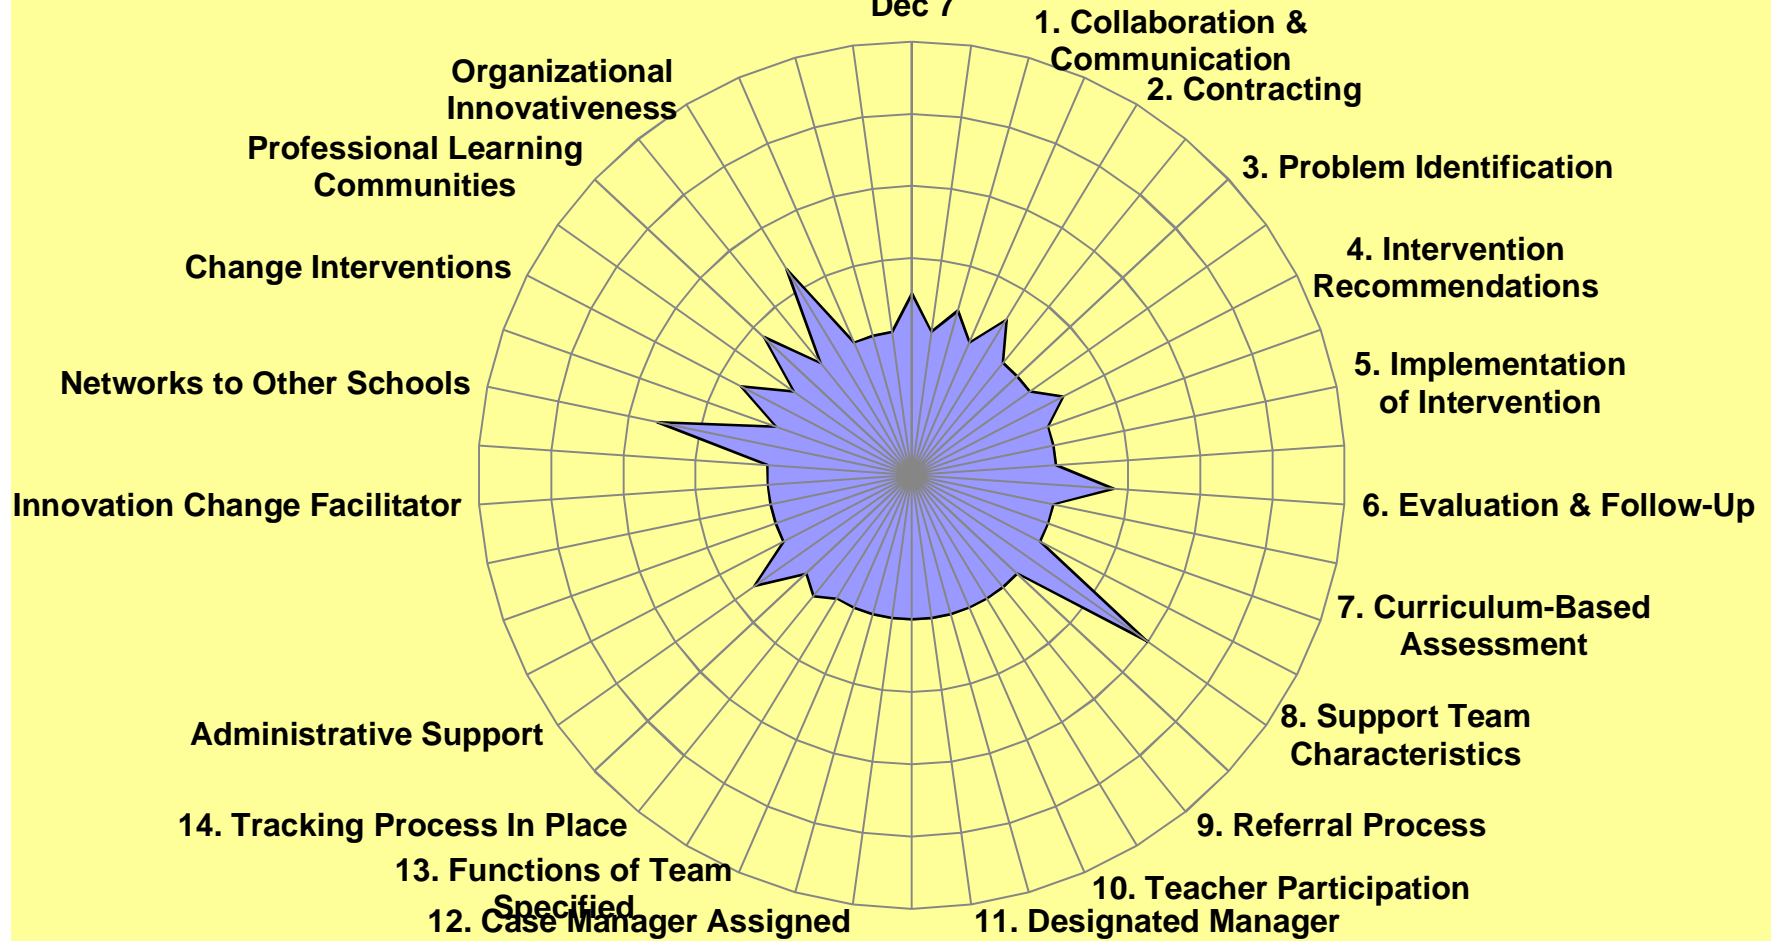 Dec 7
1. Collaboration &
Communication
2. Contracting
3. Problem Identification
4. Intervention
Recommendations
5. Implementation
of Intervention
6. Evaluation & Follow-Up
7. Curriculum-Based
Assessment
8. Support Team
Characteristics
9. Referral Process
10. Teacher Participation
11. Designated Manager
12. Case Manager Assigned
13. Functions of Team
Specified
14. Tracking Process In Place
Administrative Support
Innovation Change Facilitator
Networks to Other Schools
Change Interventions
Professional Learning
Communities
Organizational
Innovativeness